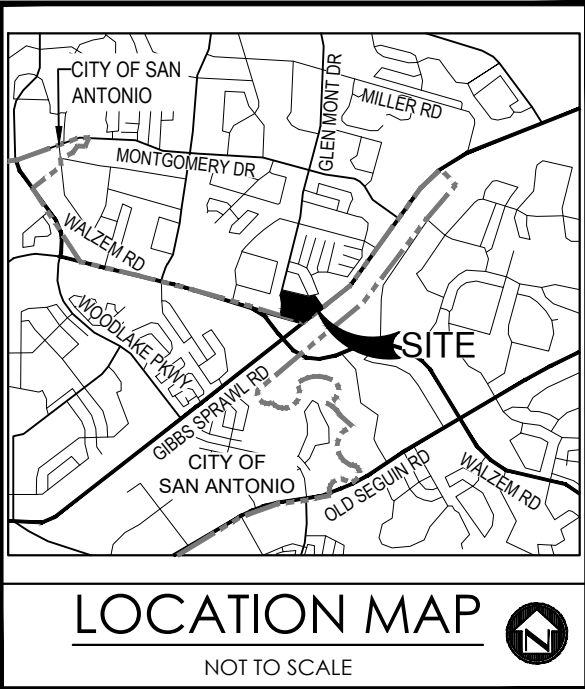 CITY OF SAN
ANTONIO
GLEN MONT DR
MILLER RD
MONTGOMERY DR
WALZEM RD
WOODLAKE PKWY
SITE
GIBBS SPRAWL RD
CITY OF
SAN ANTONIO
OLD SEGUIN RD
WALZEM RD
LOCATION MAP
N
NOT TO SCALE